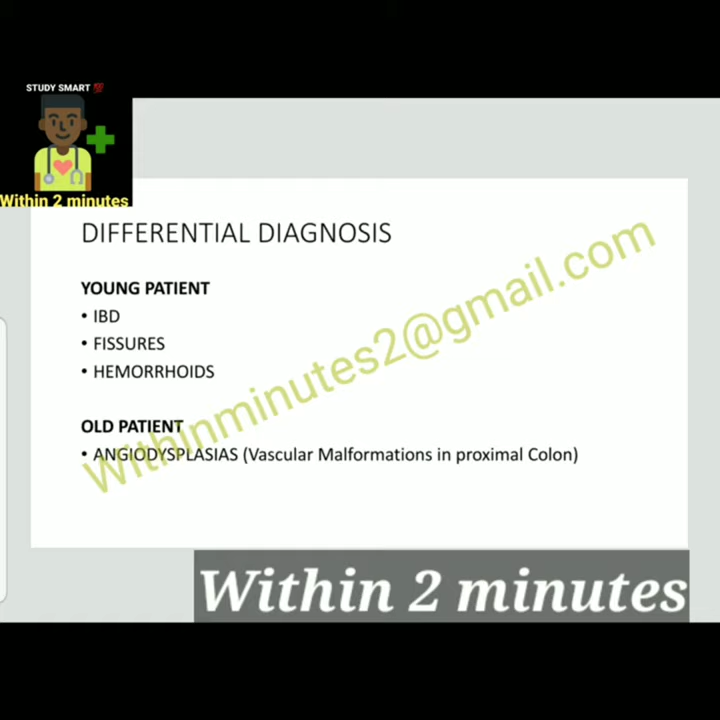 STUDY SMART 💯
Within 2 minutes
DIFFERENTIAL DIAGNOSIS
YOUNG PATIENT
• IBD
• FISSURES
• HEMORRHOIDS
OLD PATIENT
• ANGIODYSPLASIAS (Vascular Malformations in proximal Colon)
Withinminutes2@gmail.com
Within 2 minutes